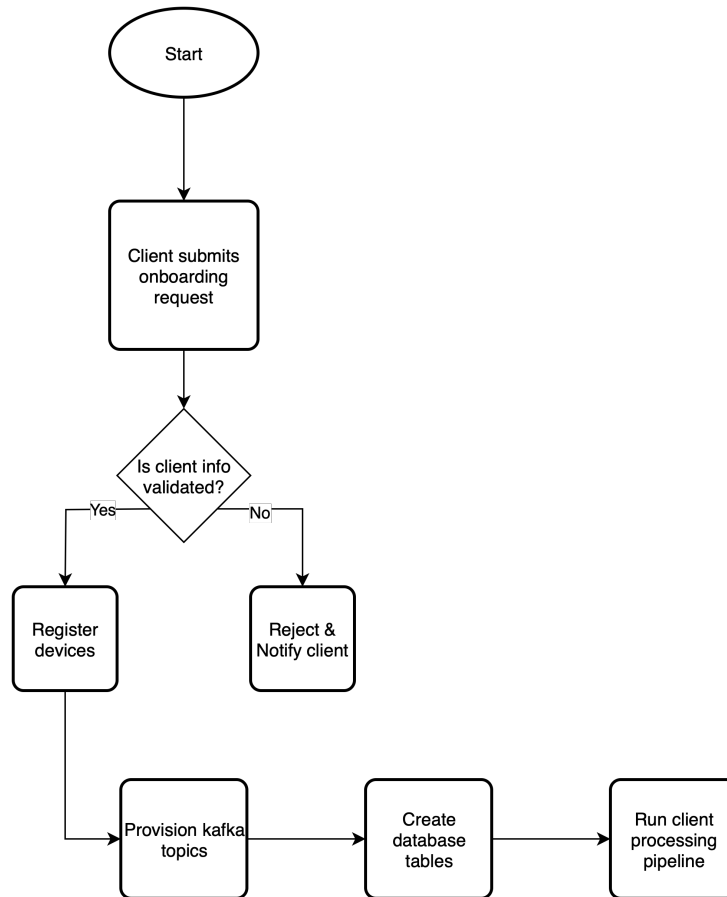 Start
Client submits
onboarding
request
Is client info
validated?
Yes
No
Register
devices
Reject &
Notify client
Provision kafka
topics
Create
database
tables
Run client
processing
pipeline